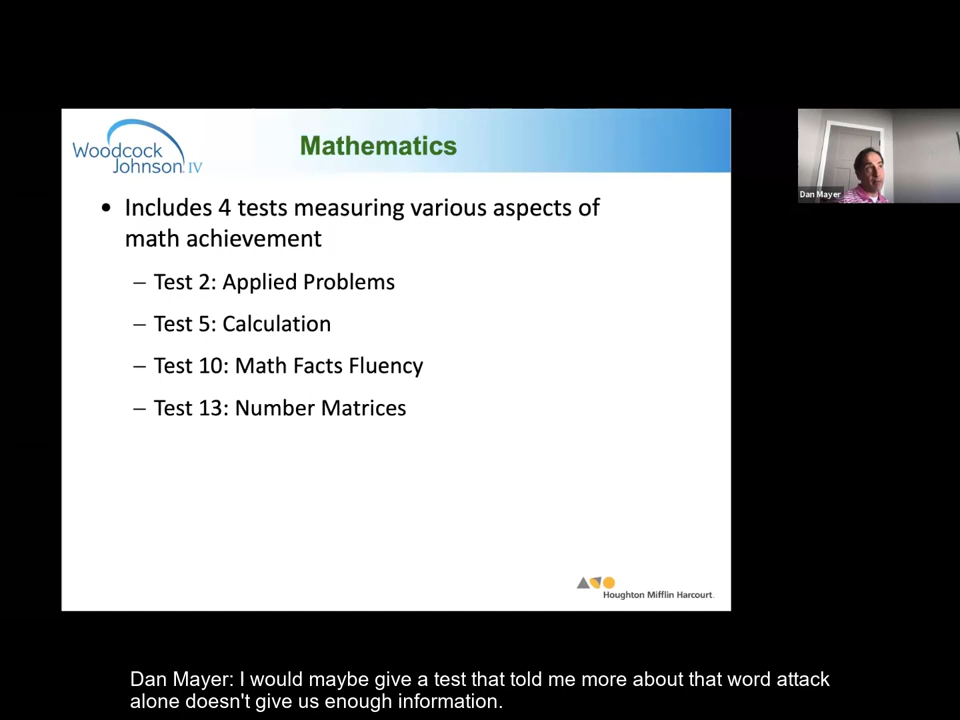 Woodcock
Johnson IV
Mathematics
• Includes 4 tests measuring various aspects of
math achievement
– Test 2: Applied Problems
– Test 5: Calculation
– Test 10: Math Facts Fluency
– Test 13: Number Matrices
Houghton Mifflin Harcourt
Dan Mayer
Dan Mayer: I would maybe give a test that told me more about that word attack
alone doesn't give us enough information.